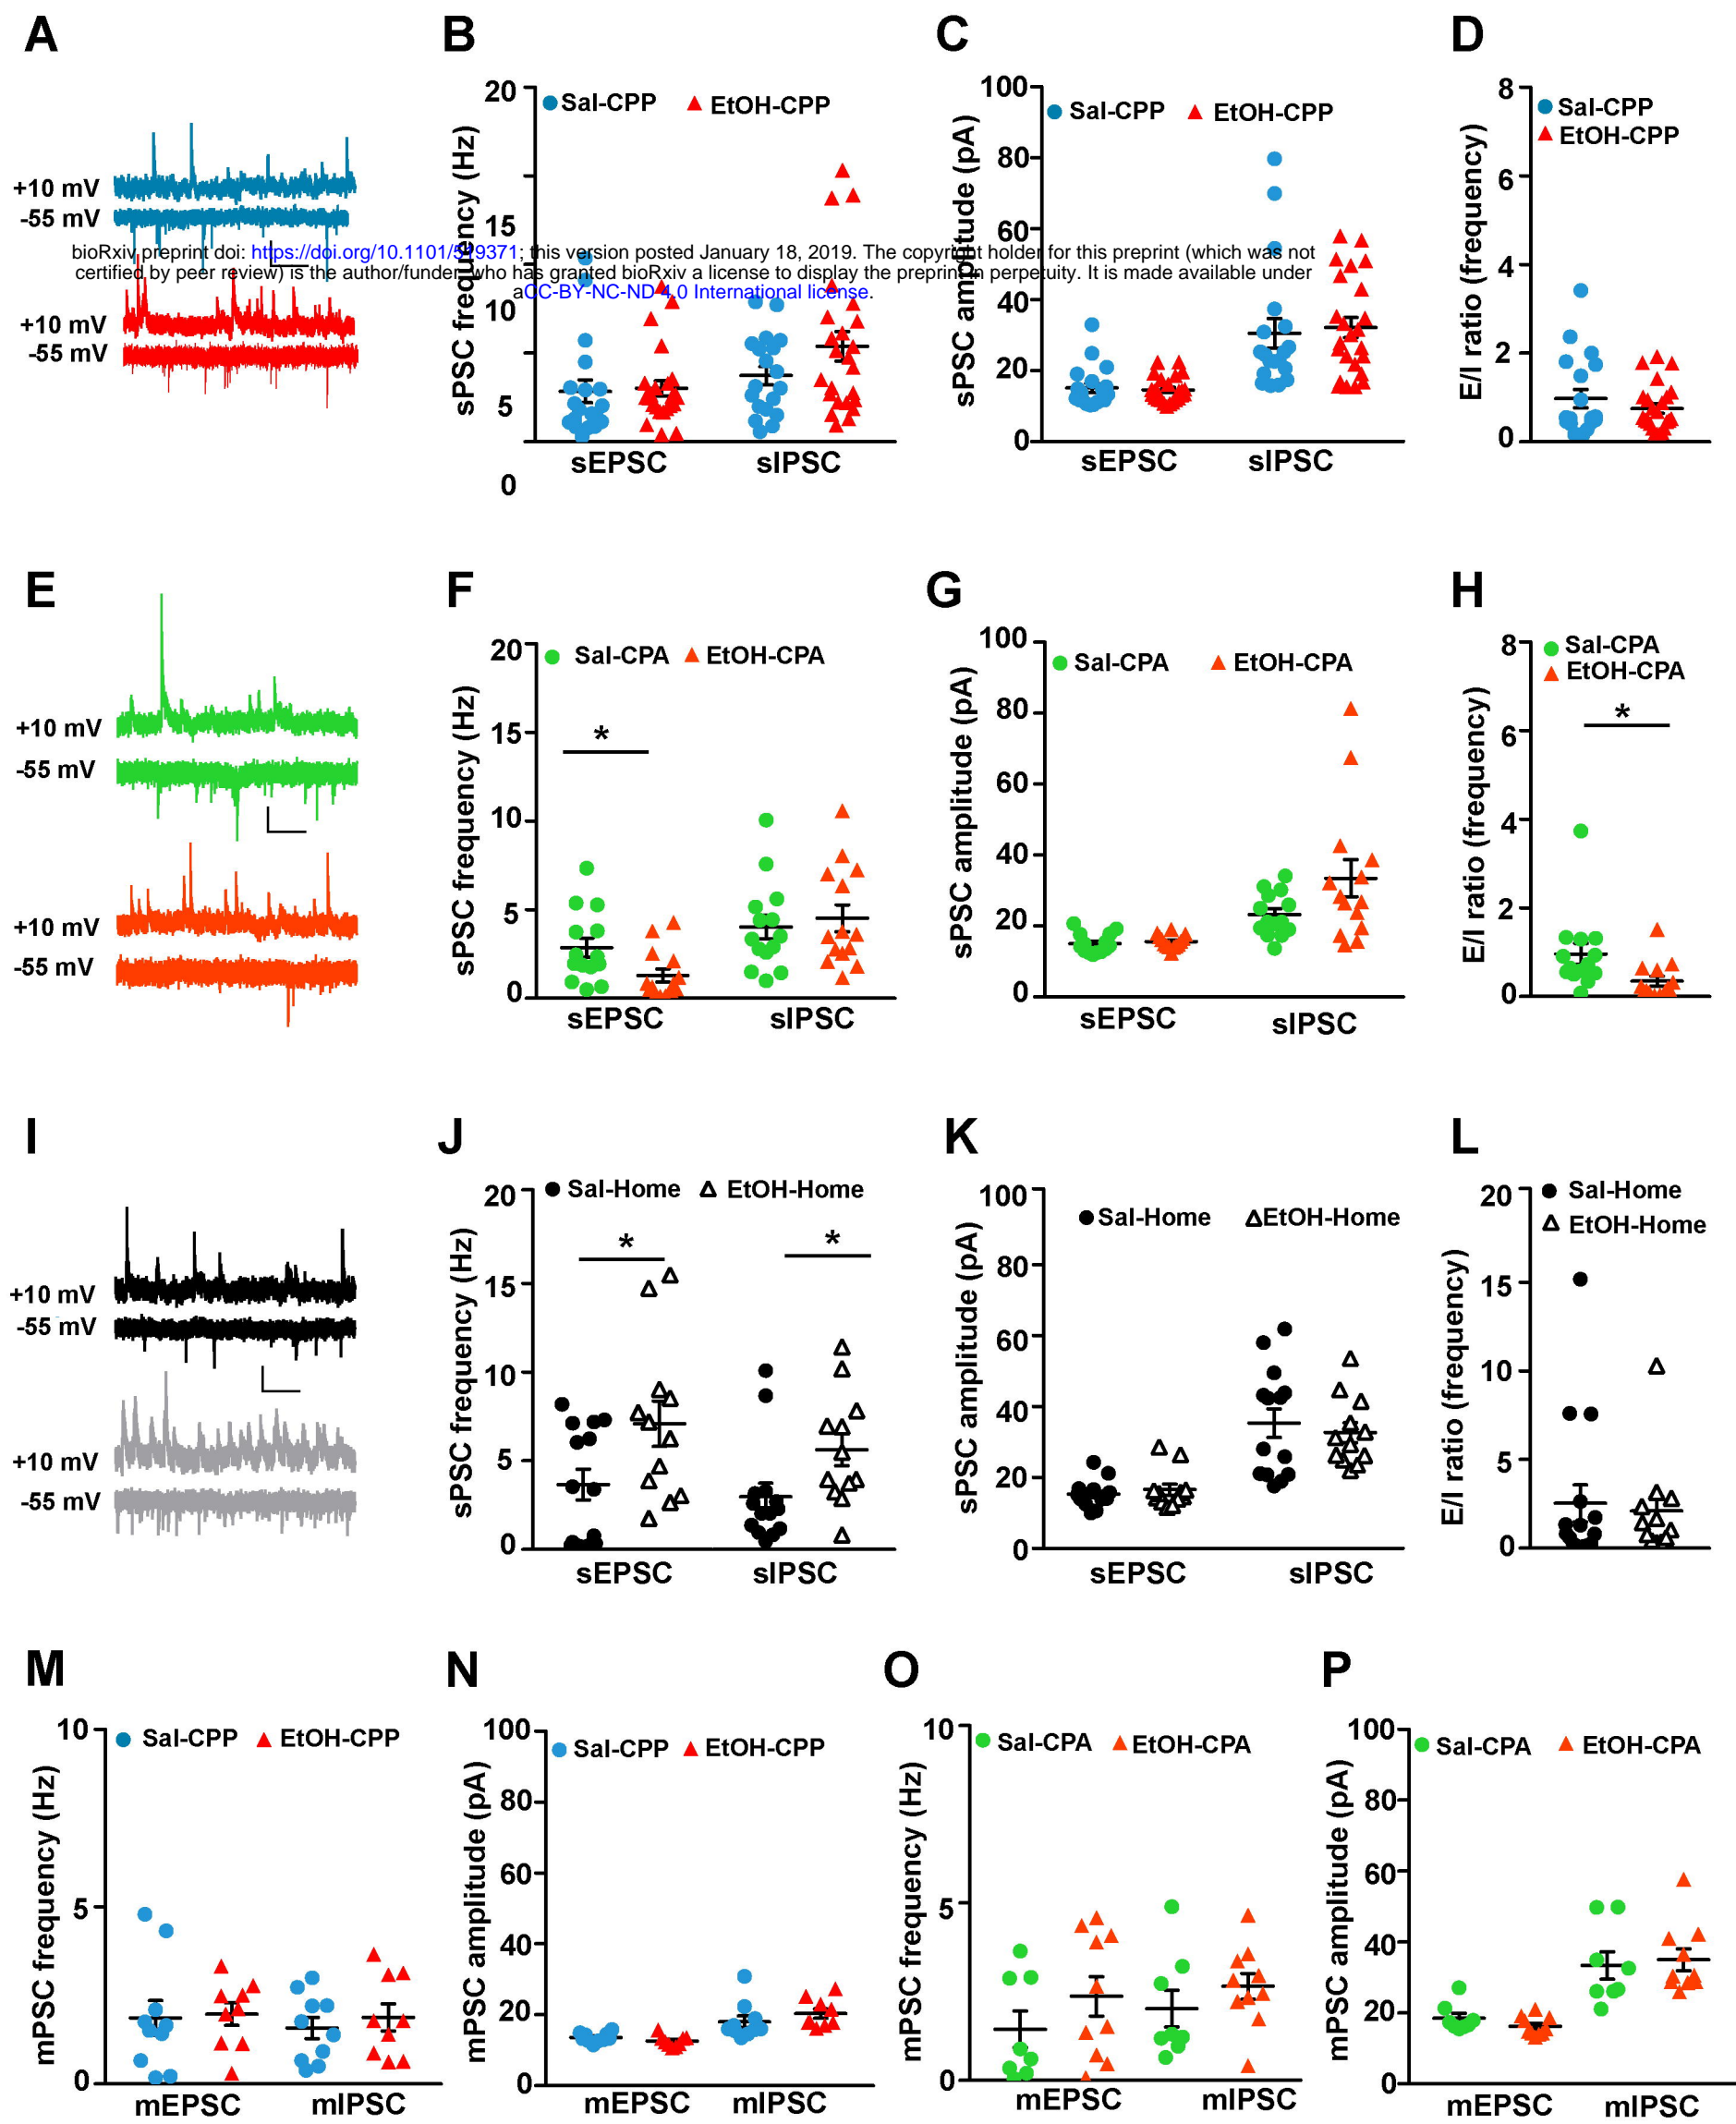 A
B
C
D
+10 mV
-55 mV
+10 mV
-55 mV
sPSC frequency (Hz)
20
15
10
5
0
Sal-CPP
EtOH-CPP
sEPSC
sIPSC
sPSC amplitude (pA)
100
80
60
40
20
0
Sal-CPP
EtOH-CPP
sEPSC
sIPSC
E/I ratio (frequency)
8
6
4
2
0
Sal-CPP
EtOH-CPP
bioRxiv preprint doi: https://doi.org/10.1101/519371; this version posted January 18, 2019. The copyright holder for this preprint (which was not
certified by peer review) is the author/funder, who has granted bioRxiv a license to display the preprint in perpetuity. It is made available under
aCC-BY-NC-ND 4.0 International license.
E
F
G
H
+10 mV
-55 mV
+10 mV
-55 mV
sPSC frequency (Hz)
20
15
10
5
0
Sal-CPA
EtOH-CPA
*
sEPSC
sIPSC
sPSC amplitude (pA)
100
80
60
40
20
0
Sal-CPA
EtOH-CPA
sEPSC
sIPSC
E/I ratio (frequency)
8
6
4
2
0
Sal-CPA
EtOH-CPA
*
I
J
K
L
+10 mV
-55 mV
+10 mV
-55 mV
sPSC frequency (Hz)
20
15
10
5
0
Sal-Home
EtOH-Home
*
*
sEPSC
sIPSC
sPSC amplitude (pA)
100
80
60
40
20
0
Sal-Home
EtOH-Home
sEPSC
sIPSC
E/I ratio (frequency)
20
15
10
5
0
Sal-Home
EtOH-Home
M
N
O
P
mPSC frequency (Hz)
10
5
0
Sal-CPP
EtOH-CPP
mEPSC
mIPSC
mPSC amplitude (pA)
100
80
60
40
20
0
Sal-CPP
EtOH-CPP
mEPSC
mIPSC
mPSC frequency (Hz)
10
5
0
Sal-CPA
EtOH-CPA
mEPSC
mIPSC
mPSC amplitude (pA)
100
80
60
40
20
0
Sal-CPA
EtOH-CPA
mEPSC
mIPSC